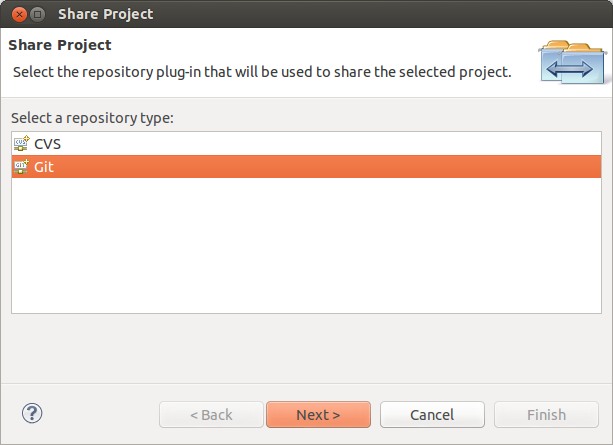 Share Project
Share Project
Select the repository plug-in that will be used to share the selected project.
Select a repository type:
CVS
Git
?
< Back
Next >
Cancel
Finish